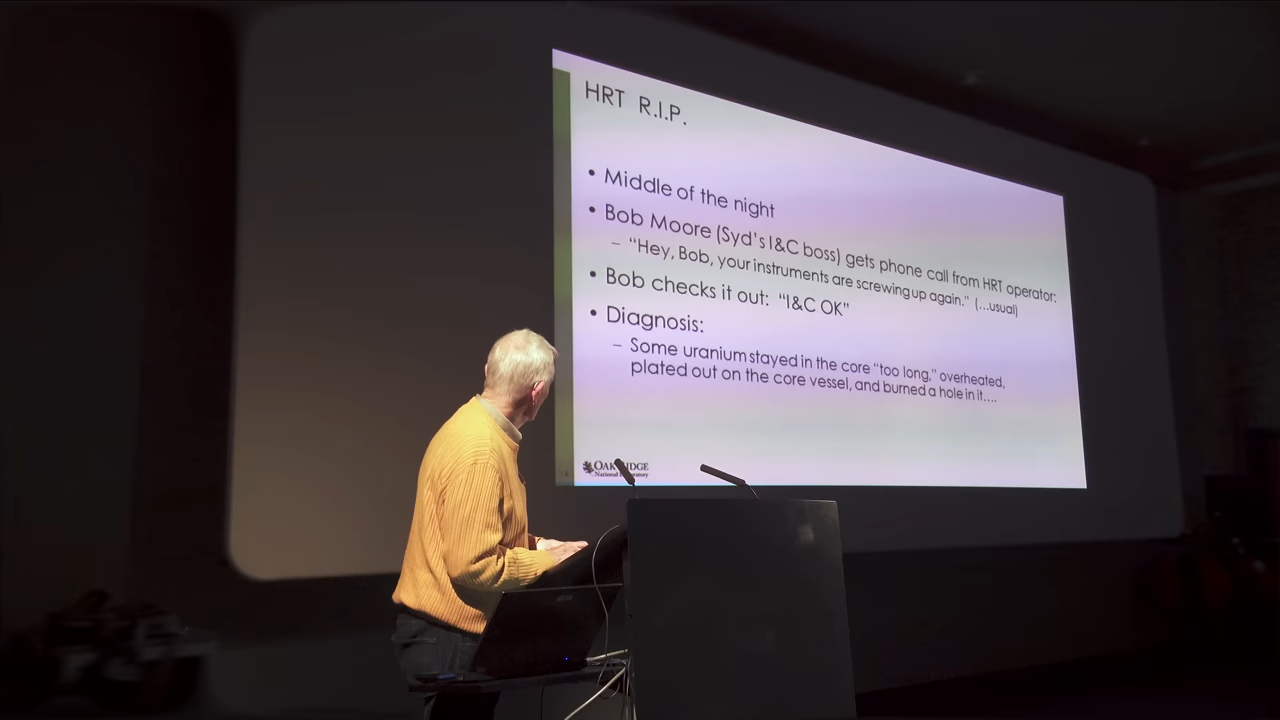 HRT R.I.P.
• Middle of the night
• Bob Moore (Syd's I&C boss) gets phone call from HRT operator:
– "Hey, Bob, your instruments are screwing up again." (…usual)
• Bob checks it out: "I&C OK"
• Diagnosis:
– Some uranium stayed in the core "too long," overheated,
plated out on the core vessel, and burned a hole in it….
OAK RIDGE
National Laboratory